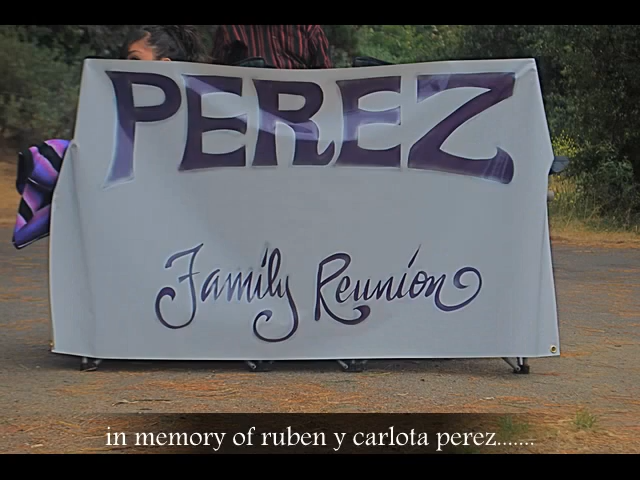 PEREZ
Family Reunion
in memory of ruben y carlota perez.......